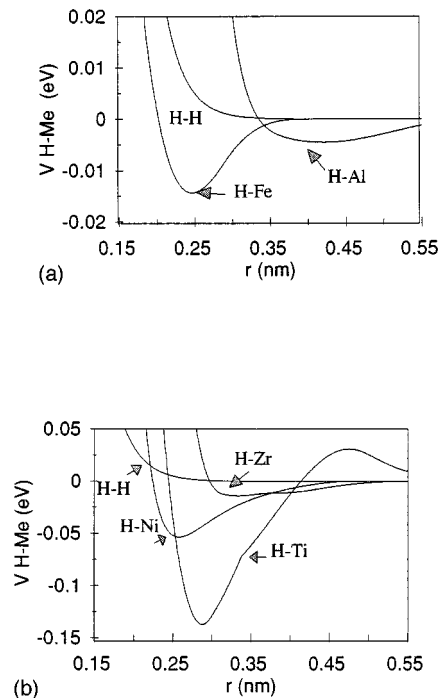 0.02
0.01
0
-0.01
-0.02
V H-Me (eV)
H-H
H-Al
H-Fe
0.15 0.25 0.35 0.45 0.55
r (nm)
(a)
0.05
0
-0.05
-0.1
-0.15
V H-Me (eV)
H-Zr
H-H
H-Ni
H-Ti
0.15 0.25 0.35 0.45 0.55
r (nm)
(b)